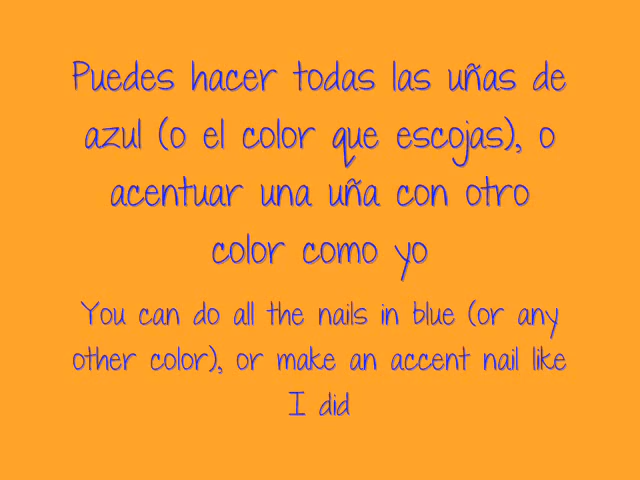 Puedes hacer todas las uñas de
azul (o el color que escojas), o
acentuar una uña con otro
color como yo
You can do all the nails in blue (or any
other color), or make an accent nail like
I did